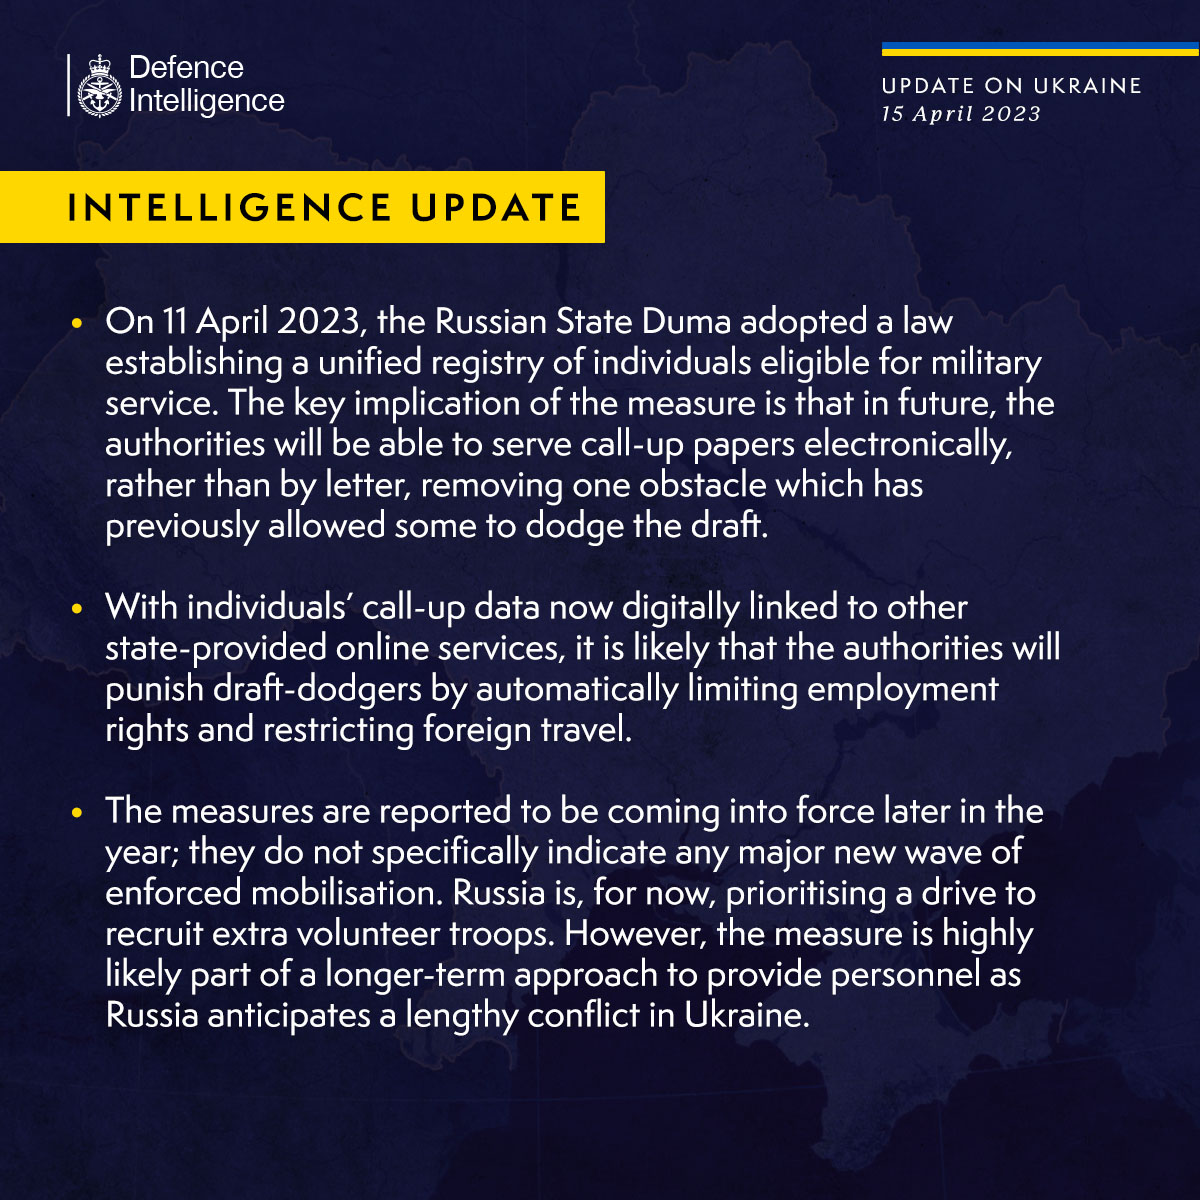 Defence
Intelligence
UPDATE ON UKRAINE
15 April 2023
INTELLIGENCE UPDATE
• On 11 April 2023, the Russian State Duma adopted a law
establishing a unified registry of individuals eligible for military
service. The key implication of the measure is that in future, the
authorities will be able to serve call-up papers electronically,
rather than by letter, removing one obstacle which has
previously allowed some to dodge the draft.
• With individuals’ call-up data now digitally linked to other
state-provided online services, it is likely that the authorities will
punish draft-dodgers by automatically limiting employment
rights and restricting foreign travel.
• The measures are reported to be coming into force later in the
year; they do not specifically indicate any major new wave of
enforced mobilisation. Russia is, for now, prioritising a drive to
recruit extra volunteer troops. However, the measure is highly
likely part of a longer-term approach to provide personnel as
Russia anticipates a lengthy conflict in Ukraine.